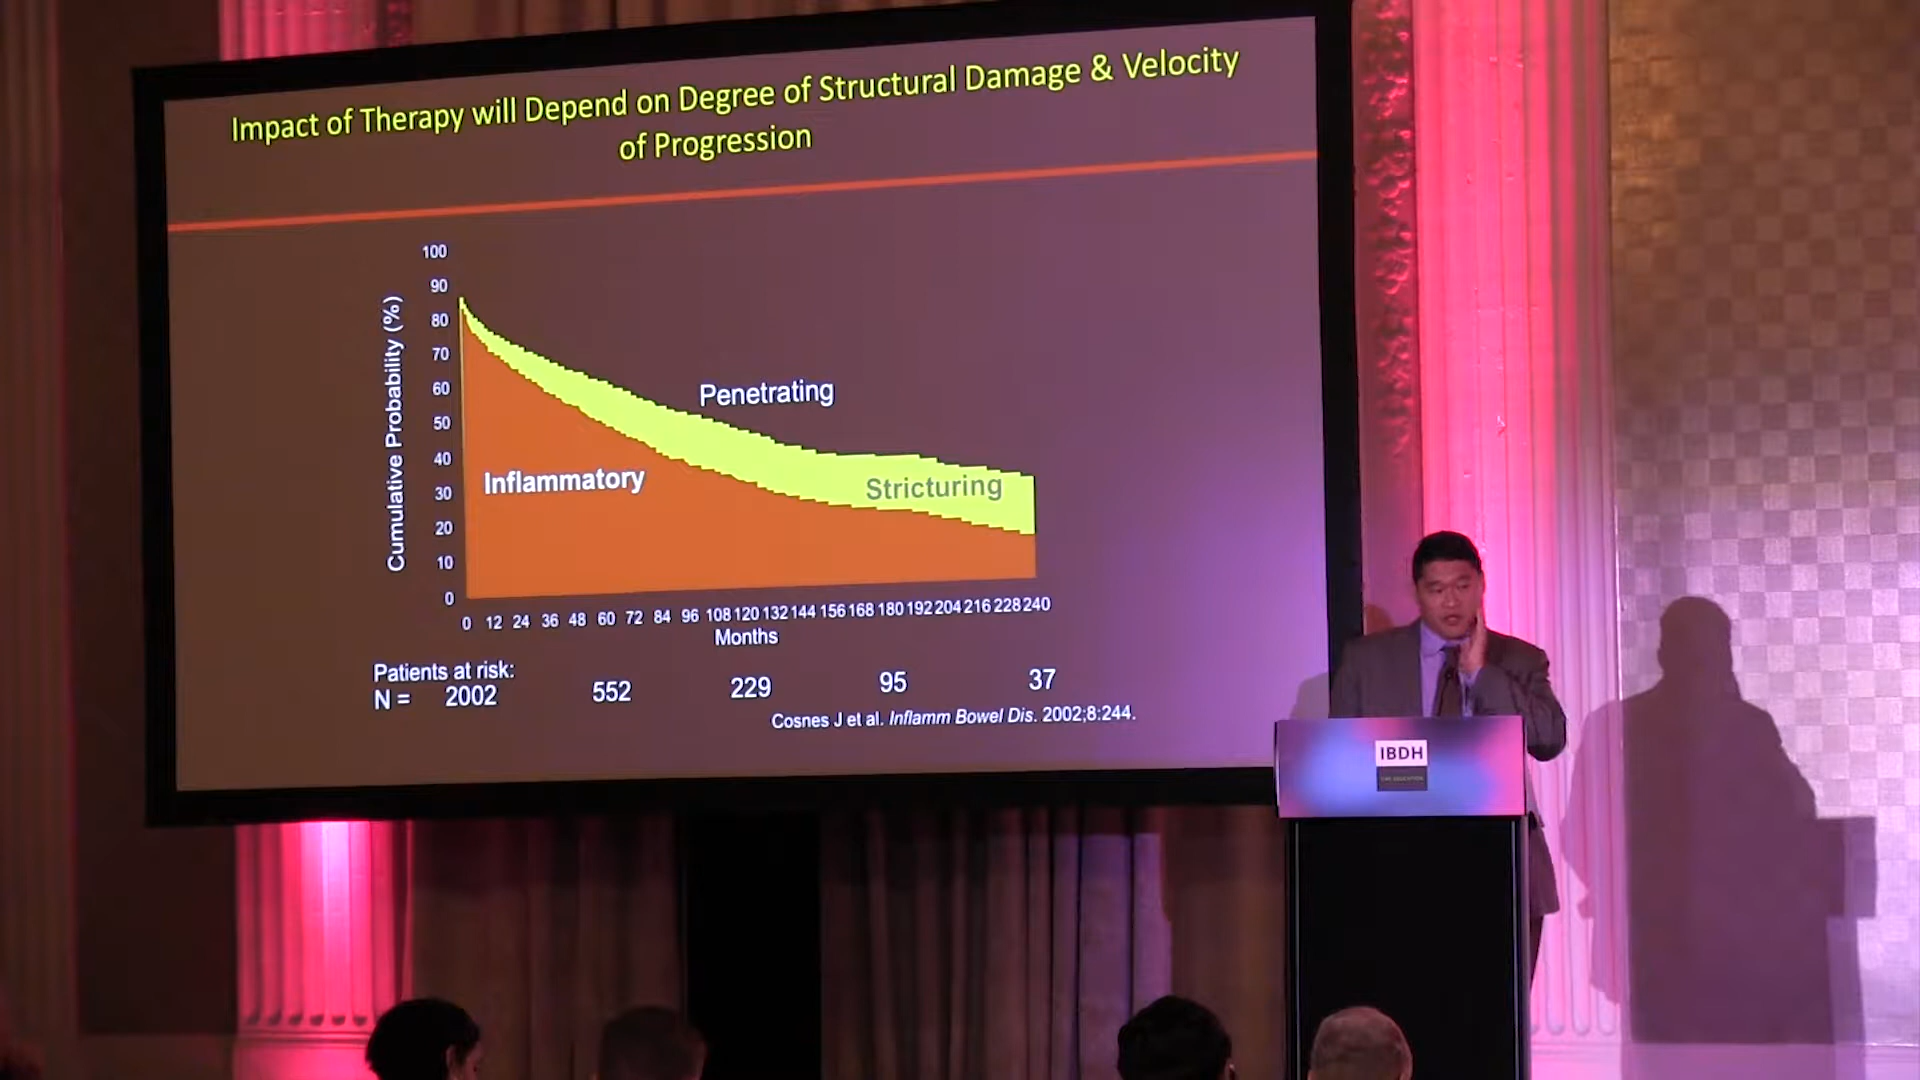 Impact of Therapy will Depend on Degree of Structural Damage & Velocity
of Progression
100
90
80
70
60
50
40
30
20
10
0
Cumulative Probability (%)
Penetrating
Inflammatory
Stricturing
0 12 24 36 48 60 72 84 96 108 120 132 144 156 168 180 192 204 216 228 240
Months
Patients at risk:
N = 2002 552 229 95 37
Cosnes J et al. Inflamm Bowel Dis. 2002;8:244.
IBDH